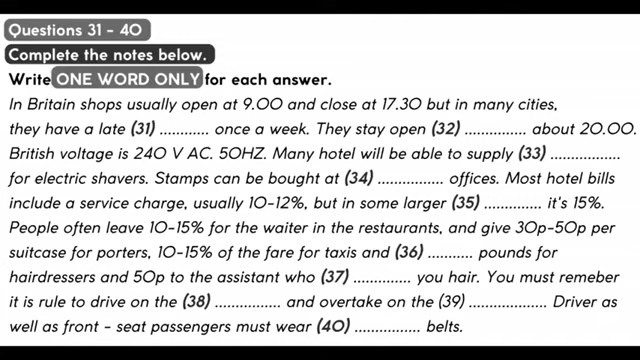 Questions 31 - 40
Complete the notes below.
Write ONE WORD ONLY for each answer.
In Britain shops usually open at 9.00 and close at 17.30 but in many cities,
they have a late (31) ............ once a week. They stay open (32) ............... about 20.00.
British voltage is 240 V AC. 50HZ. Many hotel will be able to supply (33) .................
for electric shavers. Stamps can be bought at (34) ................ offices. Most hotel bills
include a service charge, usually 10-12%, but in some larger (35) .............. it's 15%.
People often leave 10-15% for the waiter in the restaurants, and give 30p-50p per
suitcase for porters, 10-15% of the fare for taxis and (36) ........... pounds for
hairdressers and 50p to the assistant who (37) .............. you hair. You must remeber
it is rule to drive on the (38) ................ and overtake on the (39) ................... Driver as
well as front - seat passengers must wear (40) ................ belts.